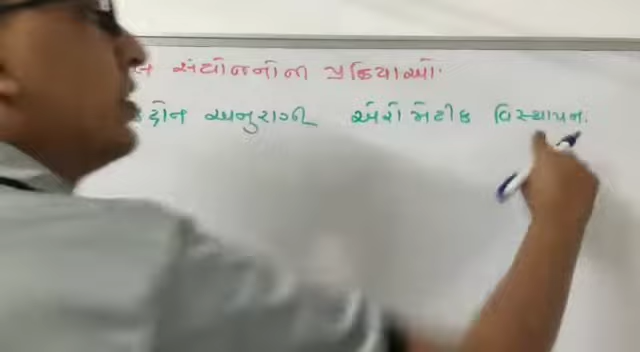 સંયોજનોની પ્રક્રિયાઓ.
અનુરાગી એરોમેટીક વિસ્થાપન.